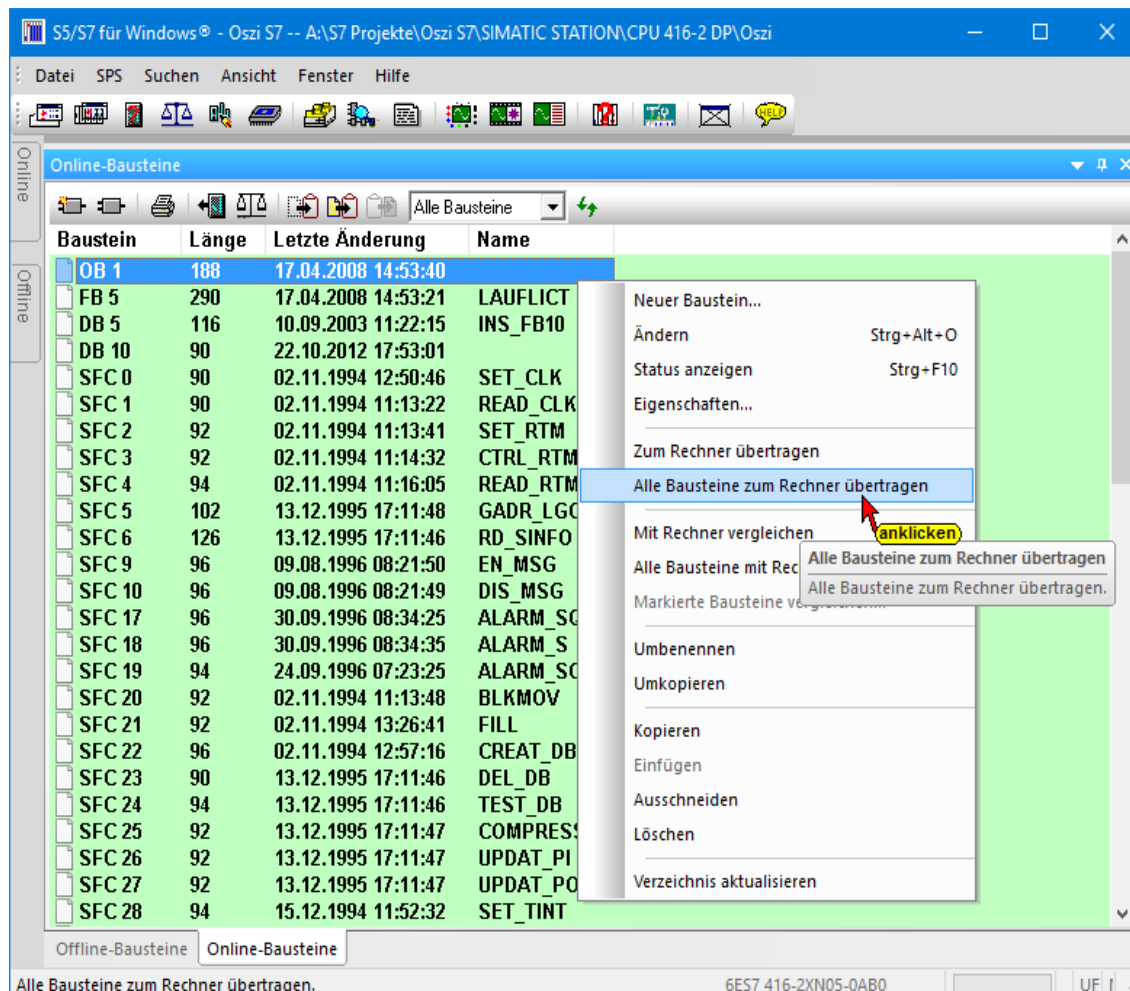 S5/S7 für Windows® - Oszi S7 -- A:\S7 Projekte\Oszi S7\SIMATIC STATION\CPU 416-2 DP\Oszi
Datei SPS Suchen Ansicht Fenster Hilfe
HELP
Online
Offline
Online-Bausteine
Alle Bausteine
Baustein Länge Letzte Änderung Name
OB 1 188 17.04.2008 14:53:40
FB 5 290 17.04.2008 14:53:21 LAUFLICT
DB 5 116 10.09.2003 11:22:15 INS_FB10
DB 10 90 22.10.2012 17:53:01
SFC 0 90 02.11.1994 12:50:46 SET_CLK
SFC 1 90 02.11.1994 11:13:22 READ_CLK
SFC 2 92 02.11.1994 11:13:41 SET_RTM
SFC 3 92 02.11.1994 11:14:32 CTRL_RTM
SFC 4 94 02.11.1994 11:16:05 READ_RTM
SFC 5 102 13.12.1995 17:11:48 GADR_LGC
SFC 6 126 13.12.1995 17:11:46 RD_SINFO
SFC 9 96 09.08.1996 08:21:50 EN_MSG
SFC 10 96 09.08.1996 08:21:49 DIS_MSG
SFC 17 96 30.09.1996 08:34:25 ALARM_SQ
SFC 18 96 30.09.1996 08:34:35 ALARM_S
SFC 19 94 24.09.1996 07:23:25 ALARM_SC
SFC 20 92 02.11.1994 11:13:48 BLKMOV
SFC 21 92 02.11.1994 13:26:41 FILL
SFC 22 96 02.11.1994 12:57:16 CREAT_DB
SFC 23 90 13.12.1995 17:11:46 DEL_DB
SFC 24 94 13.12.1995 17:11:46 TEST_DB
SFC 25 92 13.12.1995 17:11:47 COMPRESS
SFC 26 92 13.12.1995 17:11:47 UPDAT_PI
SFC 27 92 13.12.1995 17:11:47 UPDAT_PO
SFC 28 94 15.12.1994 11:52:32 SET_TINT
Neuer Baustein...
Ändern Strg+Alt+O
Status anzeigen Strg+F10
Eigenschaften...
Zum Rechner übertragen
Alle Bausteine zum Rechner übertragen
Mit Rechner vergleichen
anklicken
Alle Bausteine mit Rec
Alle Bausteine zum Rechner übertragen
Alle Bausteine zum Rechner übertragen.
Markierte Bausteine vergleichen...
Umbenennen
Umkopieren
Kopieren
Einfügen
Ausschneiden
Löschen
Verzeichnis aktualisieren
Offline-Bausteine Online-Bausteine
Alle Bausteine zum Rechner übertragen. 6ES7 416-2XN05-0AB0 UF